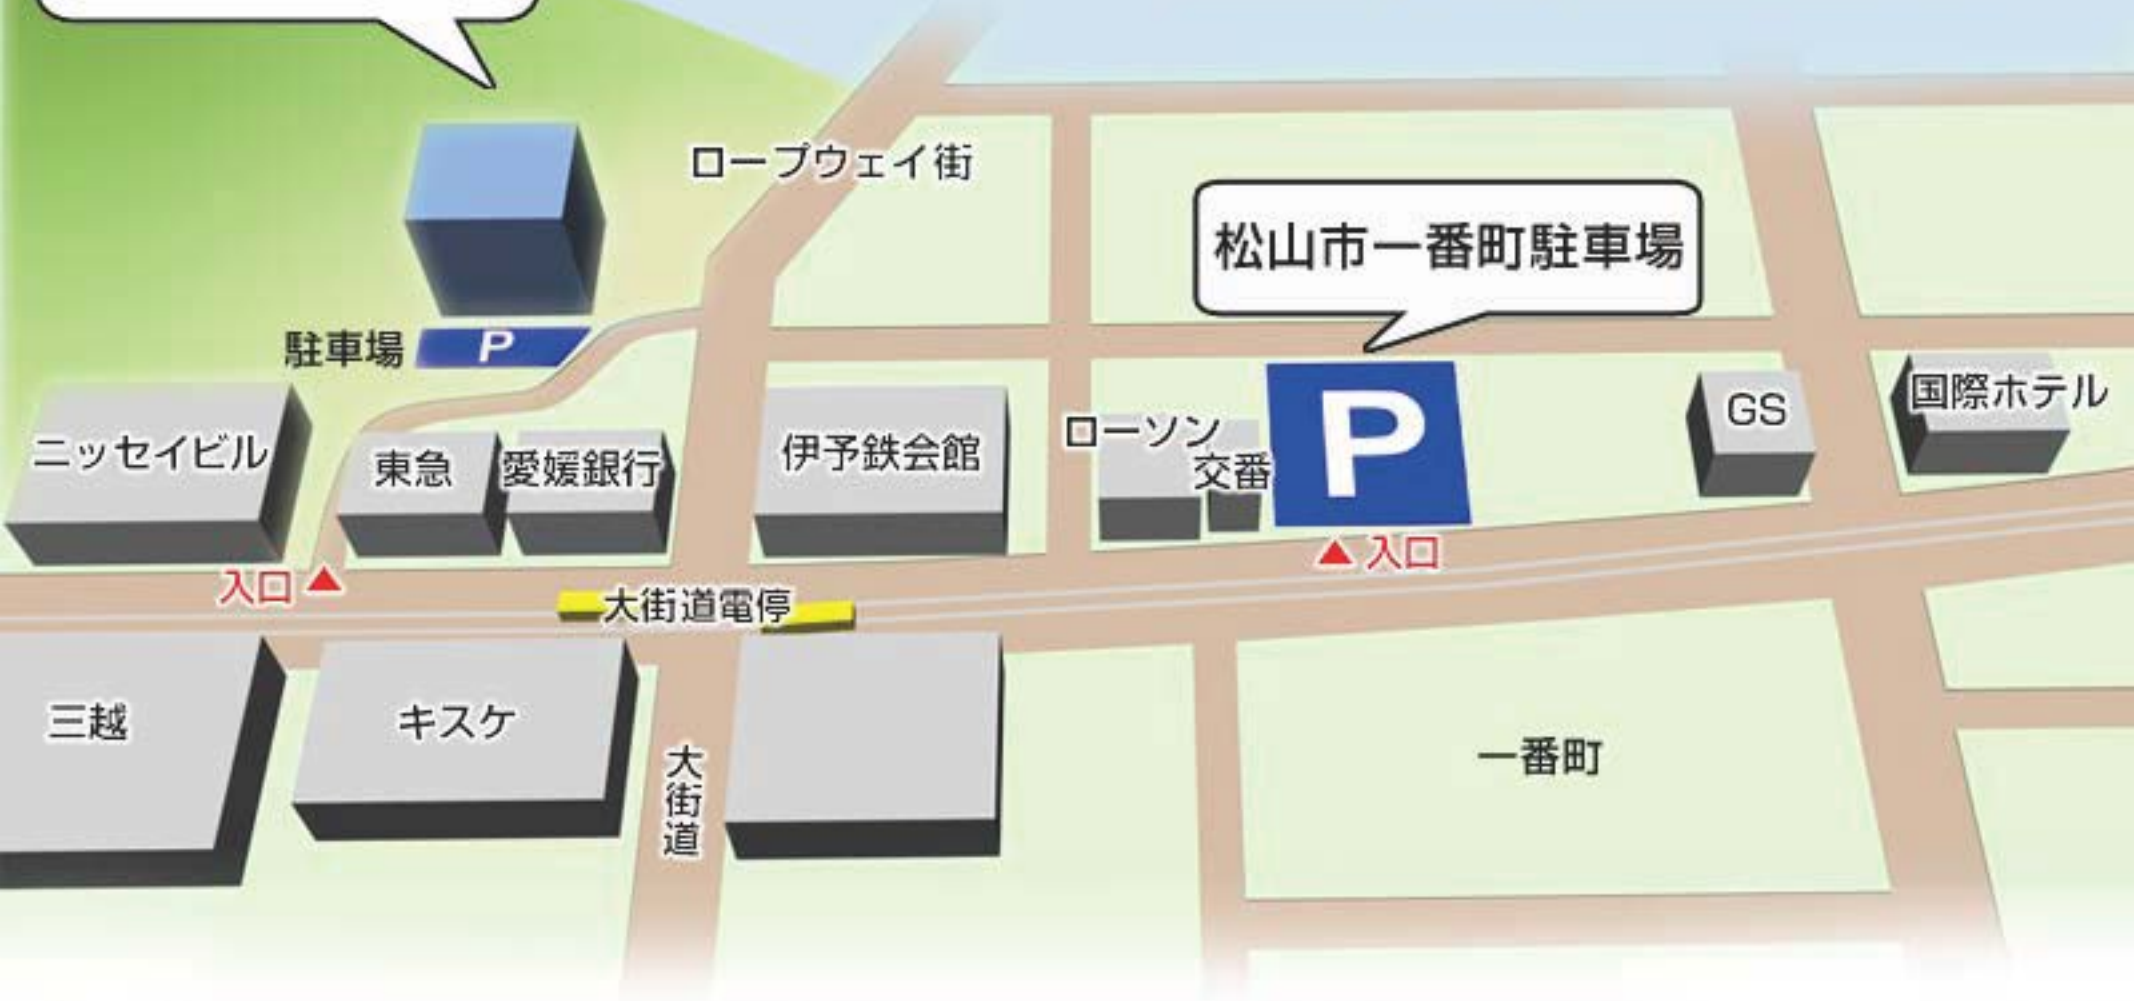 ロープウェイ街
松山市一番町駐車場
駐車場
P
P
ニッセイビル
東急
愛媛銀行
伊予鉄会館
ローソン
交番
GS
国際ホテル
入口
入口
大街道電停
三越
キスケ
大街道
一番町